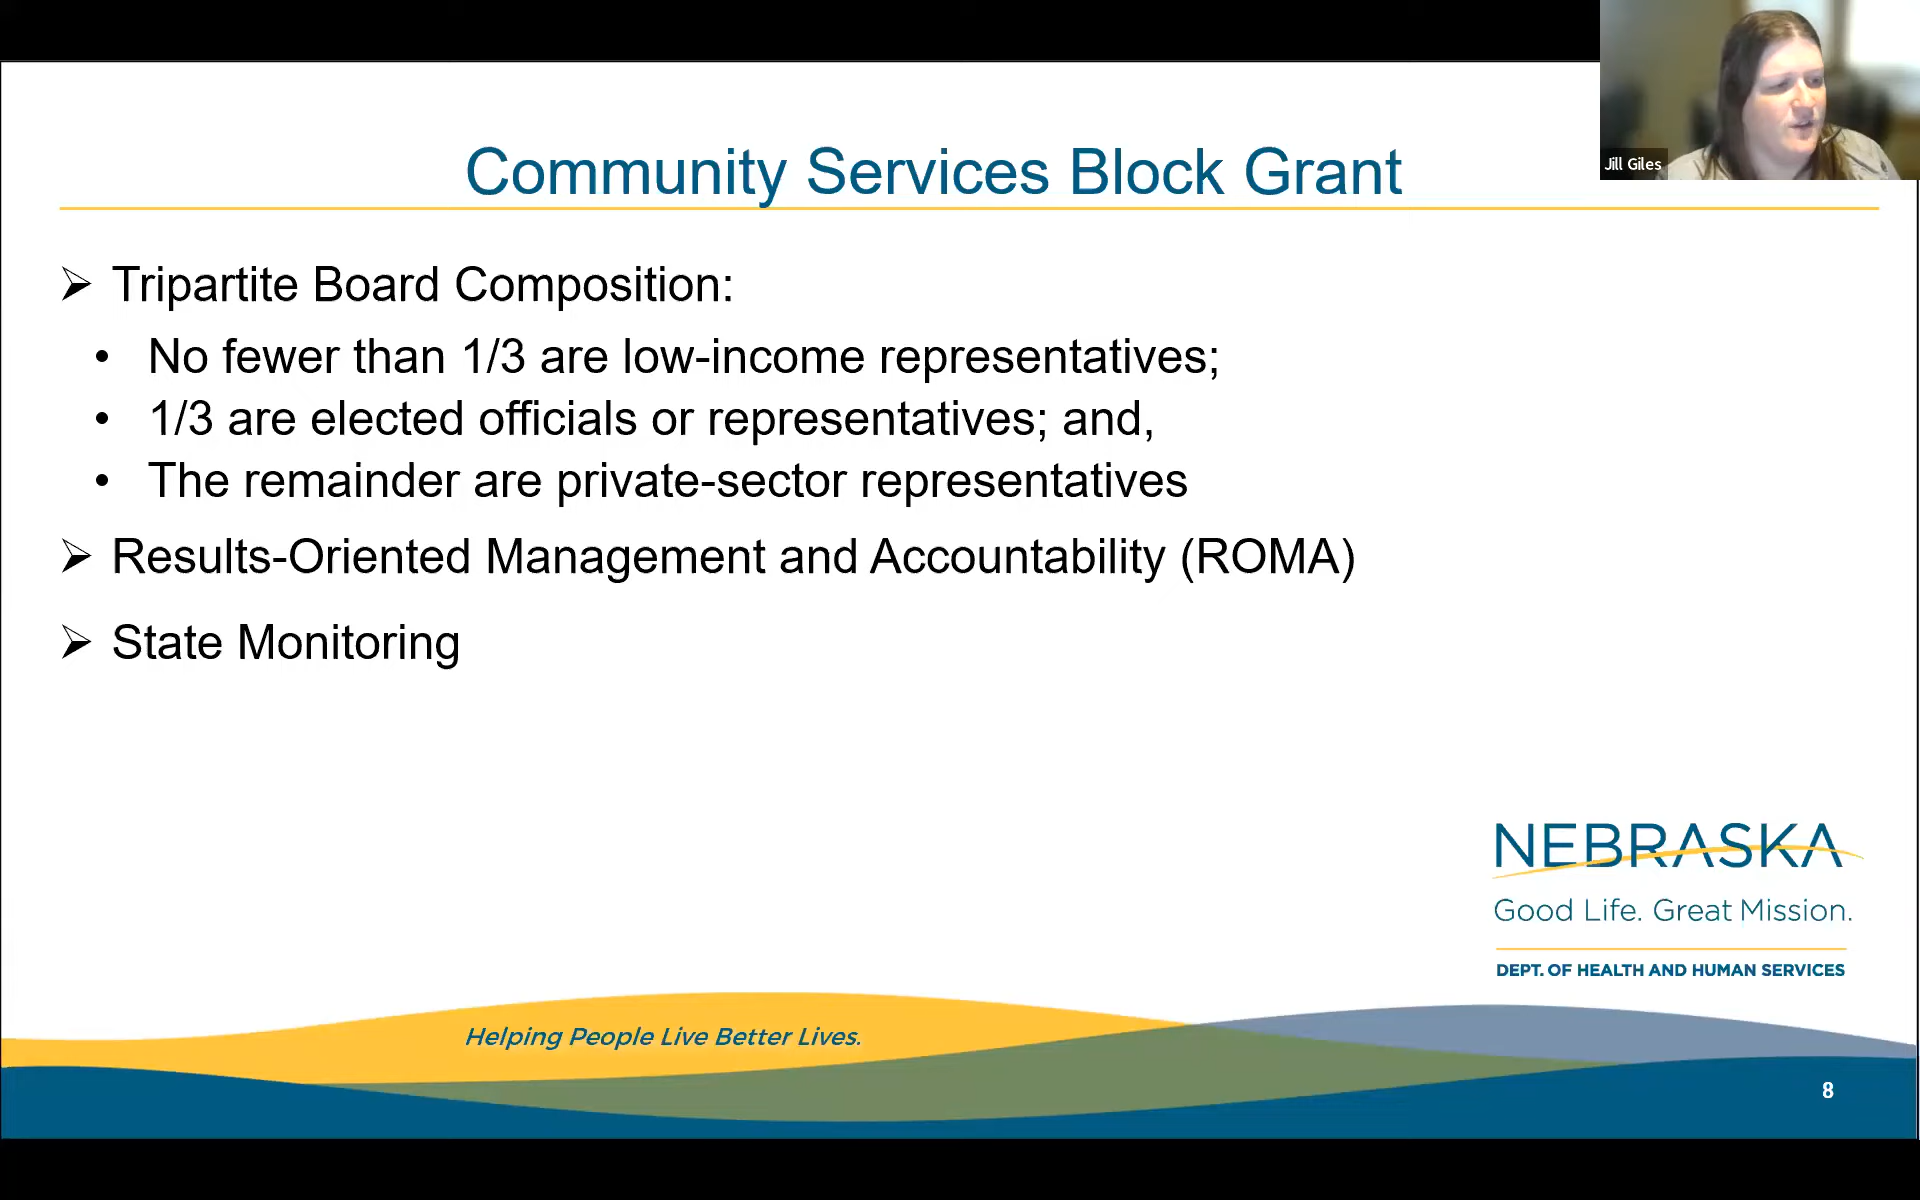 Jill Giles
Community Services Block Grant
➢ Tripartite Board Composition:
• No fewer than 1/3 are low-income representatives;
• 1/3 are elected officials or representatives; and,
• The remainder are private-sector representatives
➢ Results-Oriented Management and Accountability (ROMA)
➢ State Monitoring
NEBRASKA
Good Life. Great Mission.
DEPT. OF HEALTH AND HUMAN SERVICES
Helping People Live Better Lives.
8